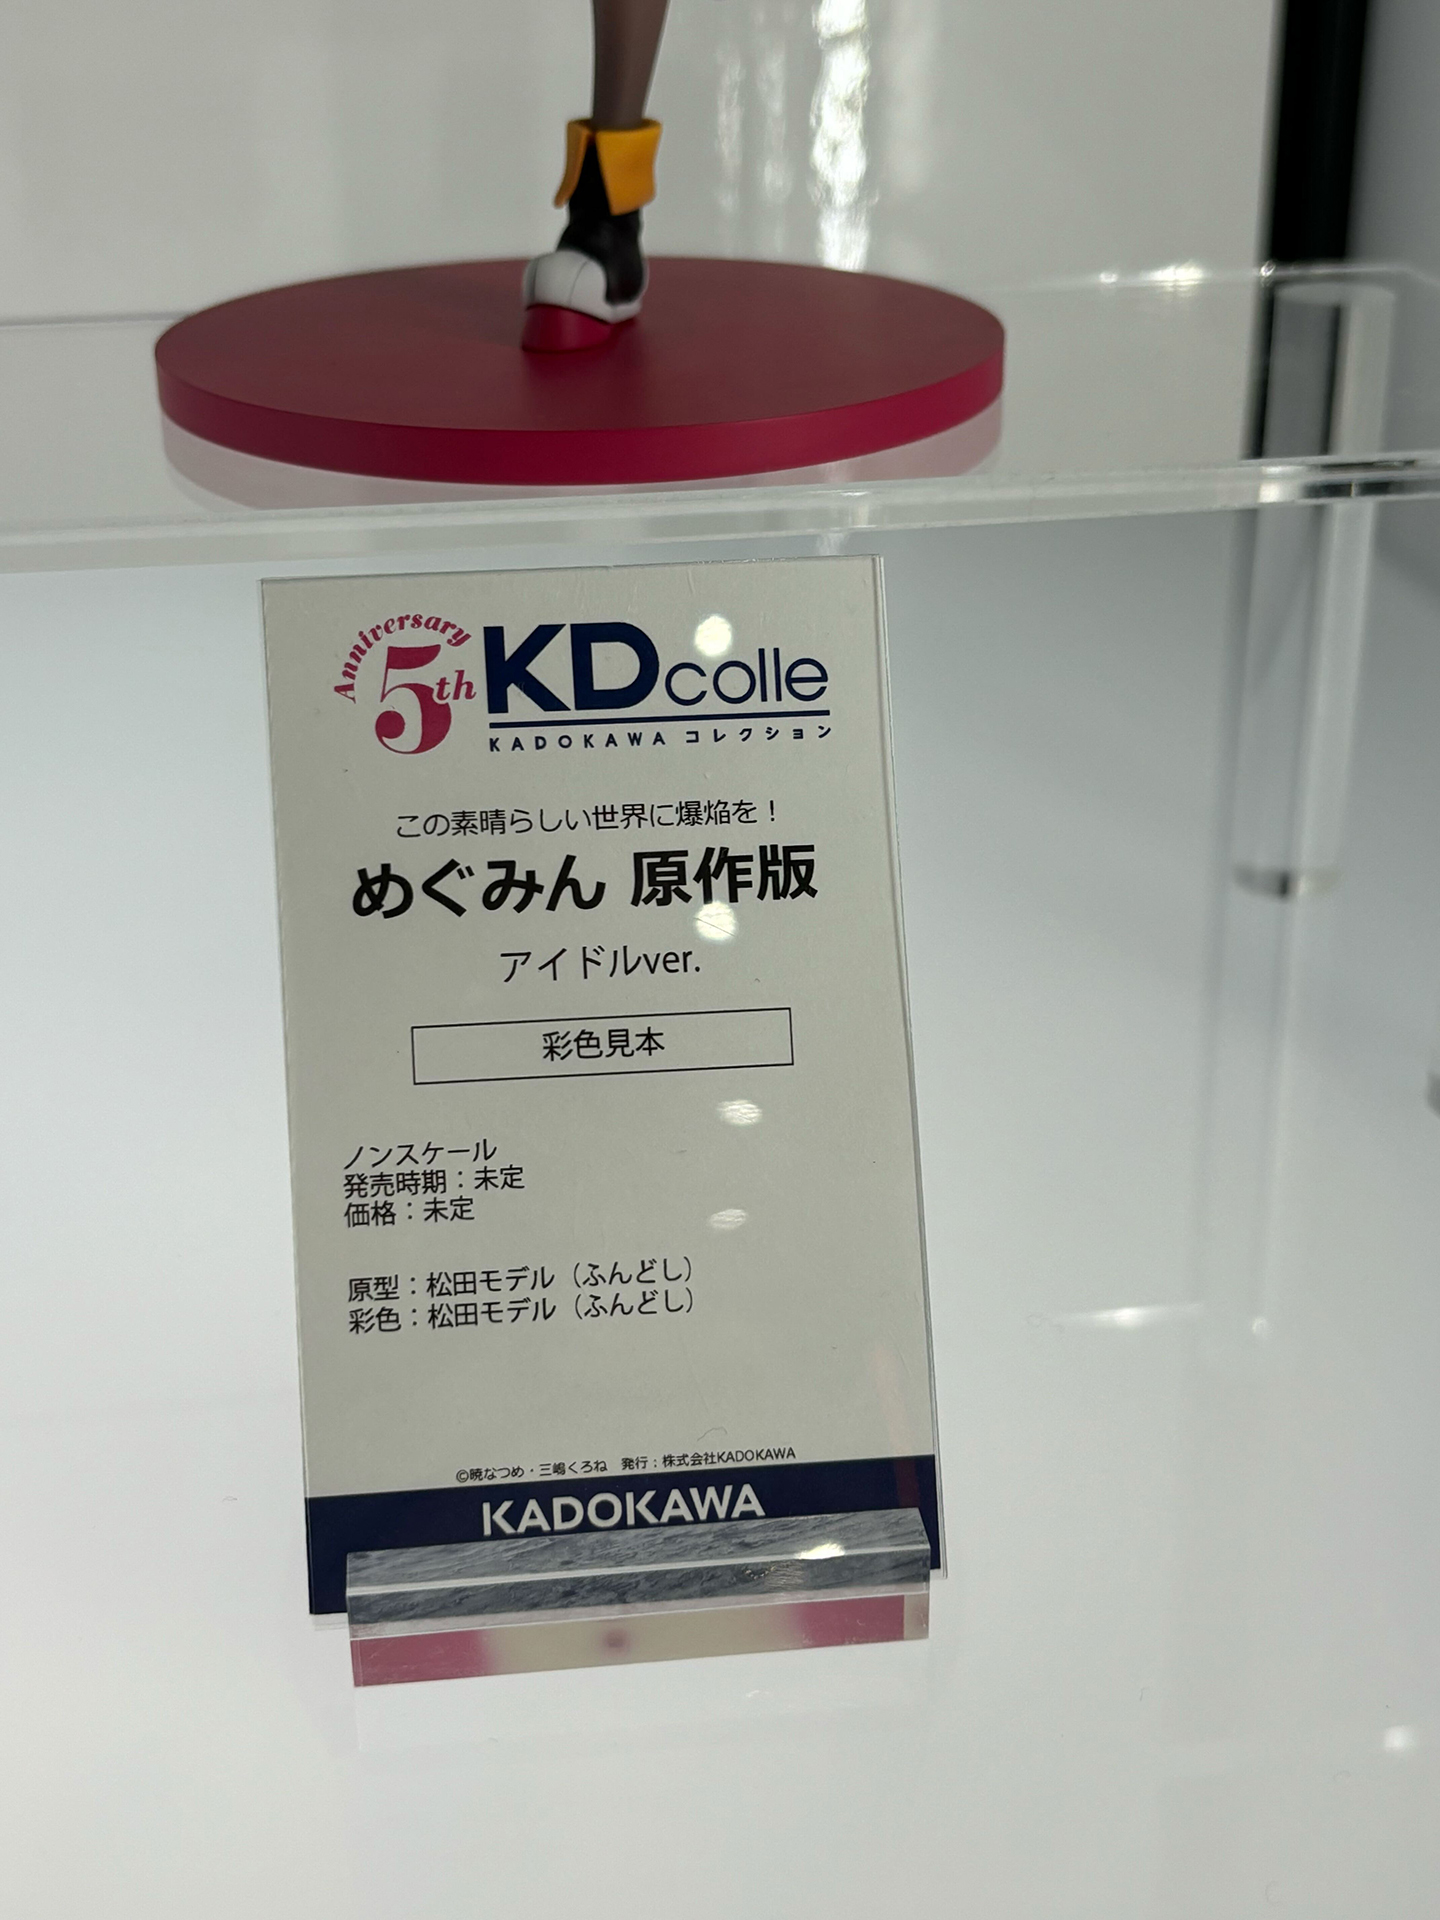 Anniversary
5th
KDcolle
KADOKAWA コレクション
この素晴らしい世界に爆焔を！
めぐみん 原作版
アイドルver.
彩色見本
ノンスケール
発売時期：未定
価格：未定
原型：松田モデル（ふんどし）
彩色：松田モデル（ふんどし）
©暁なつめ・三嶋くろね　発行：株式会社KADOKAWA
KADOKAWA